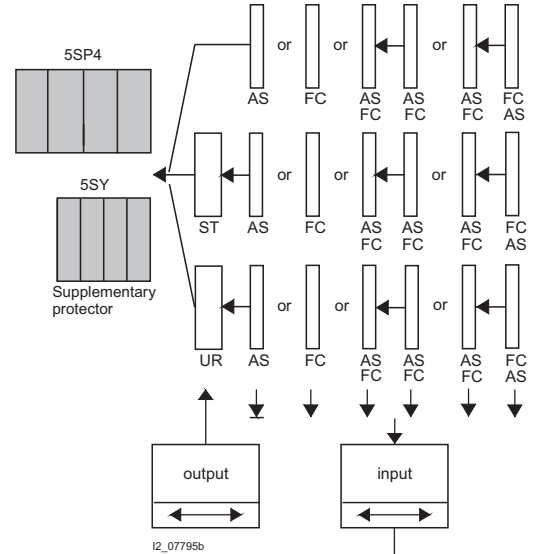 5SP4
or or or
AS FC AS AS AS FC
FC FC FC AS
5SY
or or or
ST AS FC AS AS AS FC
FC FC FC AS
Supplementary
protector
or or or
UR AS FC AS AS AS FC
FC FC FC AS
output input
I2_07795b